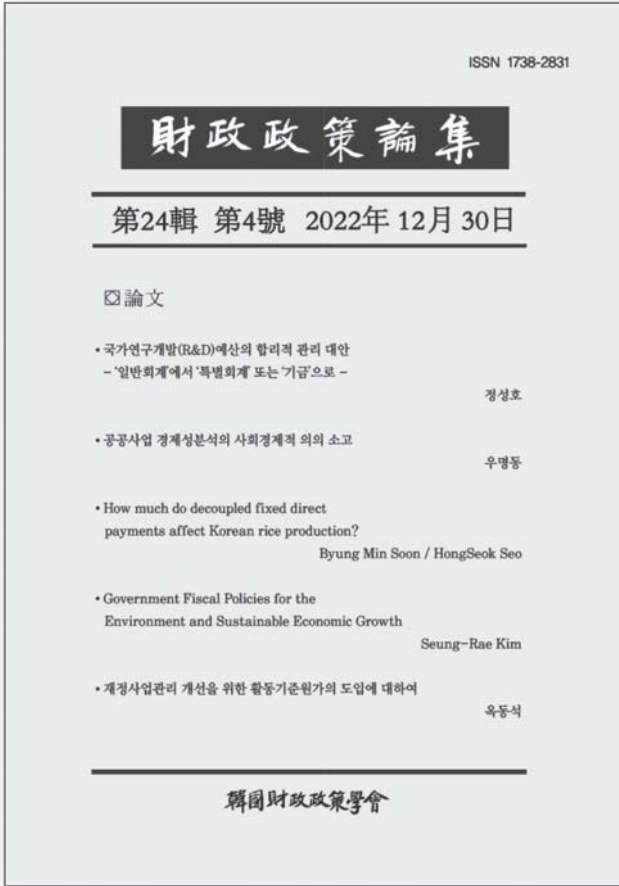 ISSN 1738-2831
財政政策論集
第24輯 第4號 2022年 12月 30日
論文
• 국가연구개발(R&D)예산의 합리적 관리 대안
- ‘일반회계’에서 ‘특별회계’ 또는 ‘기금’으로 -
정성호
• 공공사업 경제성분석의 사회경제적 의의 소고
우명동
• How much do decoupled fixed direct
payments affect Korean rice production?
Byung Min Soon / HongSeok Seo
• Government Fiscal Policies for the
Environment and Sustainable Economic Growth
Seung-Rae Kim
• 재정사업관리 개선을 위한 활동기준원가의 도입에 대하여
옥동석
韓國財政政策學會